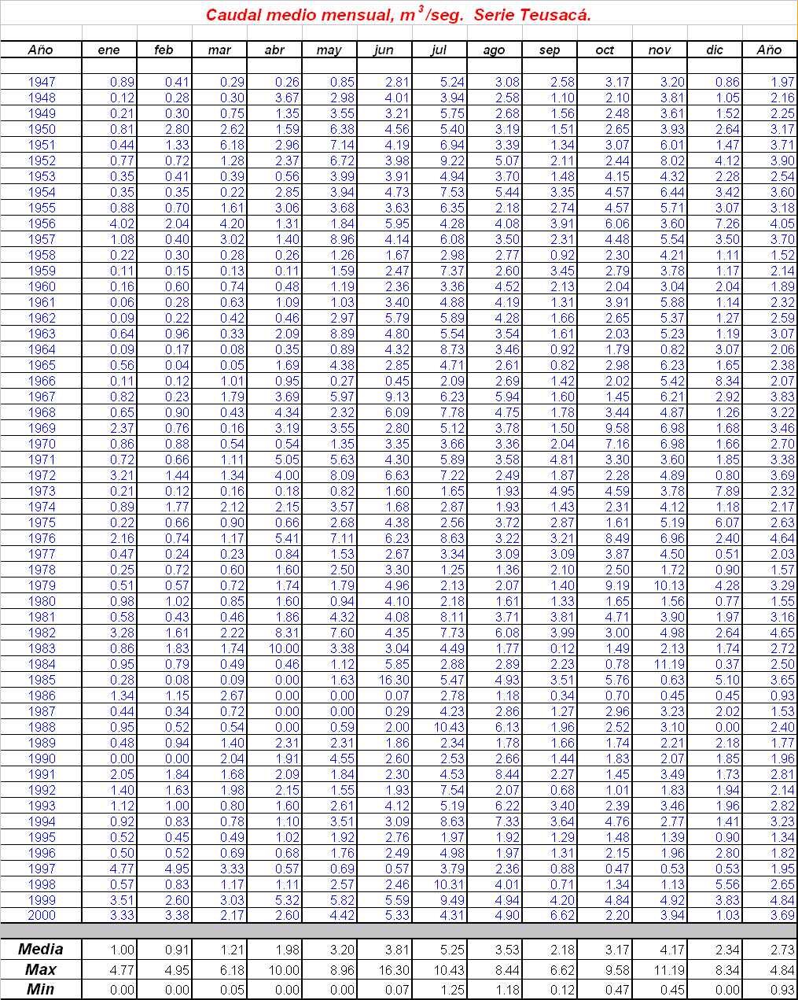 Caudal medio mensual, m³/seg. Serie Teusacá.
Año ene feb mar abr may jun jul ago sep oct nov dic Año
1947 0.89 0.41 0.29 0.26 0.85 2.81 5.24 3.08 2.58 3.17 3.20 0.86 1.97
1948 0.12 0.28 0.30 3.67 2.98 4.01 3.94 2.58 1.10 2.10 3.81 1.05 2.16
1949 0.21 0.30 0.75 1.35 3.55 3.21 5.75 2.68 1.56 2.48 3.61 1.52 2.25
1950 0.81 2.80 2.62 1.59 6.38 4.56 5.40 3.19 1.51 2.65 3.93 2.64 3.17
1951 0.44 1.33 6.18 2.96 7.14 4.19 6.94 3.39 1.34 3.07 6.01 1.47 3.71
1952 0.77 0.72 1.28 2.37 6.72 3.98 9.22 5.07 2.11 2.44 8.02 4.12 3.90
1953 0.35 0.41 0.39 0.56 3.99 3.91 4.94 3.70 1.48 4.15 4.32 2.28 2.54
1954 0.35 0.35 0.22 2.85 3.94 4.73 7.53 5.44 3.35 4.57 6.44 3.42 3.60
1955 0.88 0.70 1.61 3.06 3.68 3.63 6.35 2.18 2.74 4.57 5.71 3.07 3.18
1956 4.02 2.04 4.20 1.31 1.84 5.95 4.28 4.08 3.91 6.06 3.60 7.26 4.05
1957 1.08 0.40 3.02 1.40 8.96 4.14 6.08 3.50 2.31 4.48 5.54 3.50 3.70
1958 0.22 0.30 0.28 0.26 1.26 1.67 2.98 2.77 0.92 2.30 4.21 1.11 1.52
1959 0.11 0.15 0.13 0.11 1.59 2.47 7.37 2.60 3.45 2.79 3.78 1.17 2.14
1960 0.16 0.60 0.74 0.48 1.19 2.36 3.36 4.52 2.13 2.04 3.04 2.04 1.89
1961 0.06 0.28 0.63 1.09 1.03 3.40 4.88 4.19 1.31 3.91 5.88 1.14 2.32
1962 0.09 0.22 0.42 0.46 2.97 5.79 5.89 4.28 1.66 2.65 5.37 1.27 2.59
1963 0.64 0.96 0.33 2.09 8.89 4.80 5.54 3.54 1.61 2.03 5.23 1.19 3.07
1964 0.09 0.17 0.08 0.35 0.89 4.32 8.73 3.46 0.92 1.79 0.82 3.07 2.06
1965 0.56 0.04 0.05 1.69 4.38 2.85 4.71 2.61 0.82 2.98 6.23 1.65 2.38
1966 0.11 0.12 1.01 0.95 0.27 0.45 2.09 2.69 1.42 2.02 5.42 8.34 2.07
1967 0.82 0.23 1.79 3.69 5.97 9.13 6.23 5.94 1.60 1.45 6.21 2.92 3.83
1968 0.65 0.90 0.43 4.34 2.32 6.09 7.78 4.75 1.78 3.44 4.87 1.26 3.22
1969 2.37 0.76 0.16 3.19 3.55 2.80 5.12 3.78 1.50 9.58 6.98 1.68 3.46
1970 0.86 0.88 0.54 0.54 1.35 3.35 3.66 3.36 2.04 7.16 6.98 1.66 2.70
1971 0.72 0.66 1.11 5.05 5.63 4.30 5.89 3.58 4.81 3.30 3.60 1.85 3.38
1972 3.21 1.44 1.34 4.00 8.09 6.63 7.22 2.49 1.87 2.28 4.89 0.80 3.69
1973 0.21 0.12 0.16 0.18 0.82 1.60 1.65 1.93 4.95 4.59 3.78 7.89 2.32
1974 0.89 1.77 2.12 2.15 3.57 1.68 2.87 1.93 1.43 2.31 4.12 1.18 2.17
1975 0.22 0.66 0.90 0.66 2.68 4.38 2.56 3.72 2.87 1.61 5.19 6.07 2.63
1976 2.16 0.74 1.17 5.41 7.11 6.23 8.63 3.22 3.21 8.49 6.96 2.40 4.64
1977 0.47 0.24 0.23 0.84 1.53 2.67 3.34 3.09 3.09 3.87 4.50 0.51 2.03
1978 0.25 0.72 0.60 1.60 2.50 3.30 1.25 1.36 2.10 2.50 1.72 0.90 1.57
1979 0.51 0.57 0.72 1.74 1.79 4.96 2.13 2.07 1.40 9.19 10.13 4.28 3.29
1980 0.98 1.02 0.85 1.60 0.94 4.10 2.18 1.61 1.33 1.65 1.56 0.77 1.55
1981 0.58 0.43 0.46 1.86 4.32 4.08 8.11 3.71 3.81 4.71 3.90 1.97 3.16
1982 3.28 1.61 2.22 8.31 7.60 4.35 7.73 6.08 3.99 3.00 4.98 2.64 4.65
1983 0.86 1.83 1.74 10.00 3.38 3.04 4.49 1.77 0.12 1.49 2.13 1.74 2.72
1984 0.95 0.79 0.49 0.46 1.12 5.85 2.88 2.89 2.23 0.78 11.19 0.37 2.50
1985 0.28 0.08 0.09 0.00 1.63 16.30 5.47 4.93 3.51 5.76 0.63 5.10 3.65
1986 1.34 1.15 2.67 0.00 0.00 0.07 2.78 1.18 0.34 0.70 0.45 0.45 0.93
1987 0.44 0.34 0.72 0.00 0.00 0.29 4.23 2.86 1.27 2.96 3.23 2.02 1.53
1988 0.95 0.52 0.54 0.00 0.59 2.00 10.43 6.13 1.96 2.52 3.10 0.00 2.40
1989 0.48 0.94 1.40 2.31 2.31 1.86 2.34 1.78 1.66 1.74 2.21 2.18 1.77
1990 0.00 0.00 2.04 1.91 4.55 2.60 2.53 2.66 1.44 1.83 2.07 1.85 1.96
1991 2.05 1.84 1.68 2.09 1.84 2.30 4.53 8.44 2.27 1.45 3.49 1.73 2.81
1992 1.40 1.63 1.98 2.15 1.55 1.93 7.54 2.07 0.68 1.01 1.83 1.94 2.14
1993 1.12 1.00 0.80 1.60 2.61 4.12 5.19 6.22 3.40 2.39 3.46 1.96 2.82
1994 0.92 0.83 0.78 1.10 3.51 3.09 8.63 7.33 3.64 4.76 2.77 1.41 3.23
1995 0.52 0.45 0.49 1.02 1.92 2.76 1.97 1.92 1.29 1.48 1.39 0.90 1.34
1996 0.50 0.52 0.69 0.68 1.76 2.49 4.98 1.97 1.31 2.15 1.96 2.80 1.82
1997 4.77 4.95 3.33 0.57 0.69 0.57 3.79 2.36 0.88 0.47 0.53 0.53 1.95
1998 0.57 0.83 1.17 1.11 2.57 2.46 10.31 4.01 0.71 1.34 1.13 5.56 2.65
1999 3.51 2.60 3.03 5.32 5.82 5.59 9.49 4.94 4.20 4.84 4.92 3.83 4.84
2000 3.33 3.38 2.17 2.60 4.42 5.33 4.31 4.90 6.62 2.20 3.94 1.03 3.69
Media 1.00 0.91 1.21 1.98 3.20 3.81 5.25 3.53 2.18 3.17 4.17 2.34 2.73
Max 4.77 4.95 6.18 10.00 8.96 16.30 10.43 8.44 6.62 9.58 11.19 8.34 4.84
Min 0.00 0.00 0.05 0.00 0.00 0.07 1.25 1.18 0.12 0.47 0.45 0.00 0.93